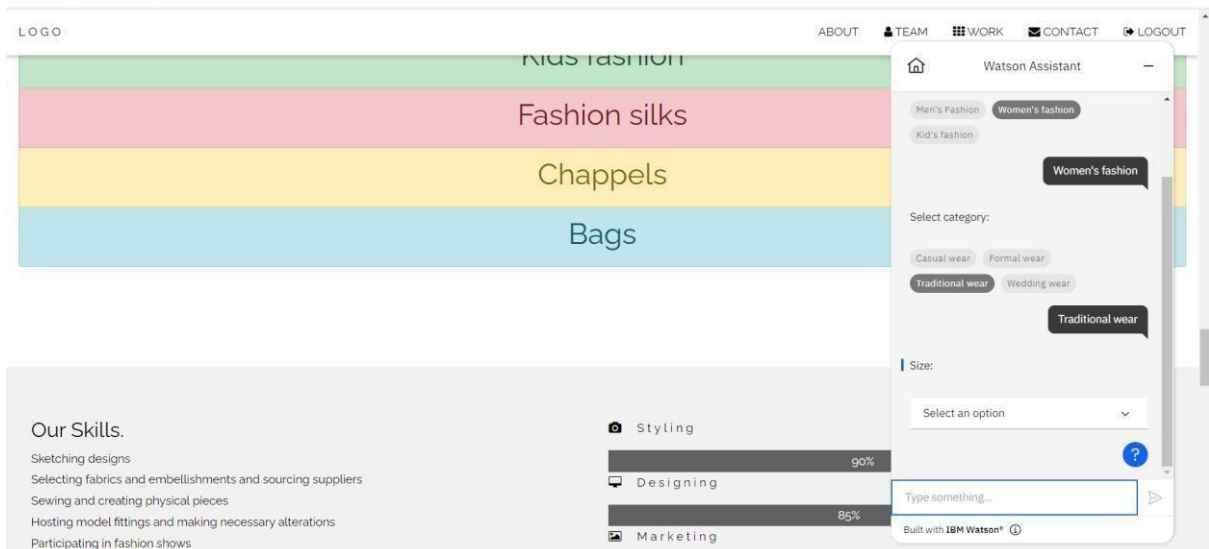 LOGO
ABOUT TEAM WORK CONTACT LOGOUT
Kids fashion
Fashion silks
Chappels
Bags
Our Skills.
Sketching designs
Selecting fabrics and embellishments and sourcing suppliers
Sewing and creating physical pieces
Hosting model fittings and making necessary alterations
Participating in fashion shows
Styling
90%
Designing
85%
Marketing
Watson Assistant
Men's Fashion Women's fashion
Kid's fashion
Women's fashion
Select category:
Casual wear Formal wear
Traditional wear Wedding wear
Traditional wear
Size:
Select an option
?
Type something...
Built with IBM Watson®